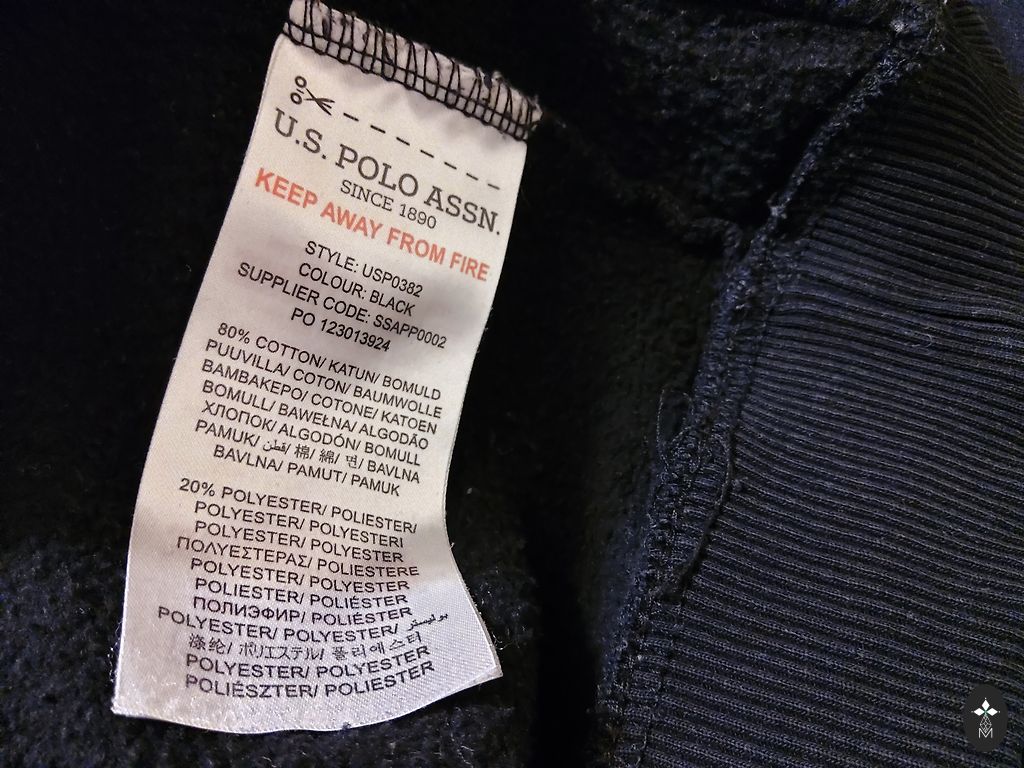 U.S. POLO ASSN.
SINCE 1890
KEEP AWAY FROM FIRE
STYLE: USP0382
COLOUR: BLACK
SUPPLIER CODE: SSAPP0002
PO 123013924
80% COTTON/ KATUN/ BOMULD
PUUVILLA/ COTON/ BAUMWOLLE
ΒΑΜΒΑΚΕΡΟ/ COTONE/ KATOEN
BOMULL/ BAWEŁNA/ ALGODÃO
ХЛОПОК/ ALGODÓN/ BOMULL
PAMUK/ قطن/ 棉/ 綿/ 면/ BAVLNA
BAVLNA/ PAMUT/ PAMUK
20% POLYESTER/ POLIESTER/
POLYESTER/ POLYESTERI
POLYESTER/ POLYESTER
ΠΟΛΥΕΣΤΕΡΑΣ/ POLIESTERE
POLYESTER/ POLYESTER
POLIESTER/ POLIÉSTER
ПОЛИЭФИР/ POLIÉSTER
POLYESTER/ POLYESTER/ بوليستر/
涤纶/ ポリエステル/ 폴리에스터/
POLYESTER/ POLYESTER
POLIÉSZTER/ POLIESTER